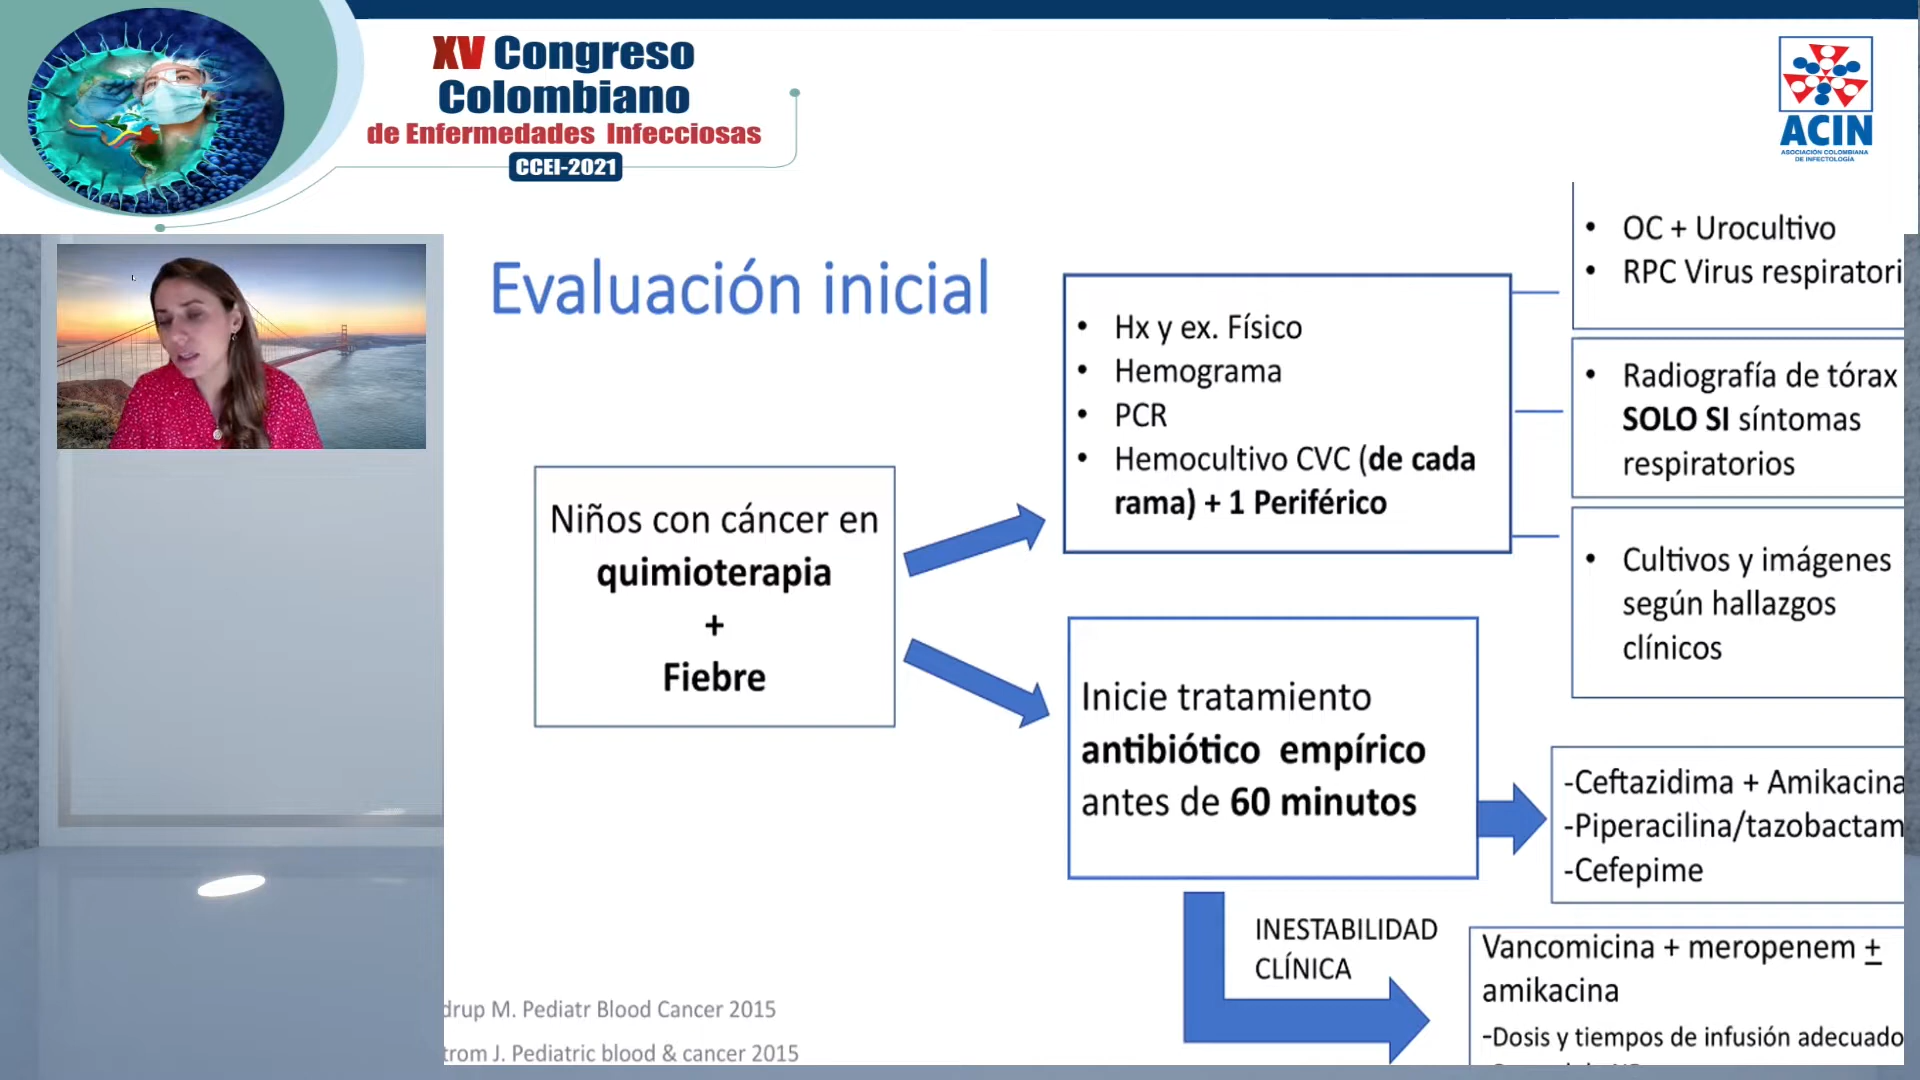 XV Congreso
Colombiano
de Enfermedades Infecciosas
CCEI-2021
ACIN
ASOCIACIÓN COLOMBIANA
DE INFECTOLOGÍA
Evaluación inicial
Niños con cáncer en
quimioterapia
+
Fiebre
• Hx y ex. Físico
• Hemograma
• PCR
• Hemocultivo CVC (de cada
rama) + 1 Periférico
• OC + Urocultivo
• RPC Virus respiratori
• Radiografía de tórax
SOLO SI síntomas
respiratorios
• Cultivos y imágenes
según hallazgos
clínicos
Inicie tratamiento
antibiótico empírico
antes de 60 minutos
-Ceftazidima + Amikacina
-Piperacilina/tazobactam
-Cefepime
INESTABILIDAD
CLÍNICA
Vancomicina + meropenem ±
amikacina
-Dosis y tiempos de infusión adecuado
drup M. Pediatr Blood Cancer 2015
trom J. Pediatric blood & cancer 2015